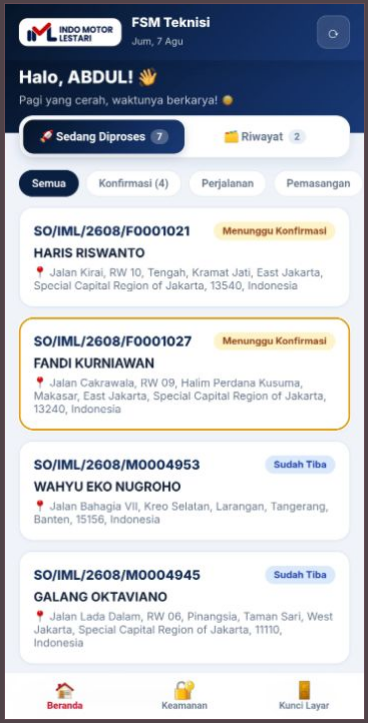 INDO MOTOR
LESTARI
FSM Teknisi
Jum, 7 Agu
Halo, ABDUL! 👋
Pagi yang cerah, waktunya berkarya!
Sedang Diproses 7
Riwayat 2
Semua
Konfirmasi (4)
Perjalanan
Pemasangan
SO/IML/2608/F0001021
Menunggu Konfirmasi
HARIS RISWANTO
📍 Jalan Kirai, RW 10, Tengah, Kramat Jati, East Jakarta,
Special Capital Region of Jakarta, 13540, Indonesia
SO/IML/2608/F0001027
Menunggu Konfirmasi
FANDI KURNIAWAN
📍 Jalan Cakrawala, RW 09, Halim Perdana Kusuma,
Makasar, East Jakarta, Special Capital Region of Jakarta,
13240, Indonesia
SO/IML/2608/M0004953
Sudah Tiba
WAHYU EKO NUGROHO
📍 Jalan Bahagia VII, Kreo Selatan, Larangan, Tangerang,
Banten, 15156, Indonesia
SO/IML/2608/M0004945
Sudah Tiba
GALANG OKTAVIANO
📍 Jalan Lada Dalam, RW 06, Pinangsia, Taman Sari, West
Jakarta, Special Capital Region of Jakarta, 11110,
Indonesia
Beranda
Keamanan
Kunci Layar